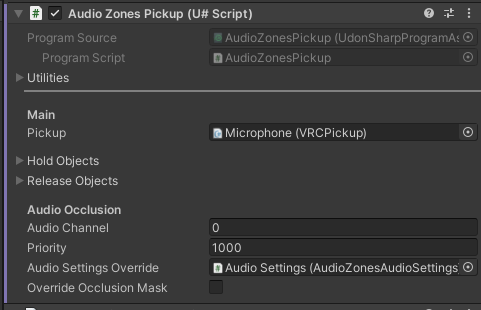 Audio Zones Pickup (U# Script)
Program Source AudioZonesPickup (UdonSharpProgramAs
Program Script AudioZonesPickup
Utilities
Main
Pickup Microphone (VRCPickup)
Hold Objects
Release Objects
Audio Occlusion
Audio Channel 0
Priority 1000
Audio Settings Override Audio Settings (AudioZonesAudioSettings
Override Occlusion Mask